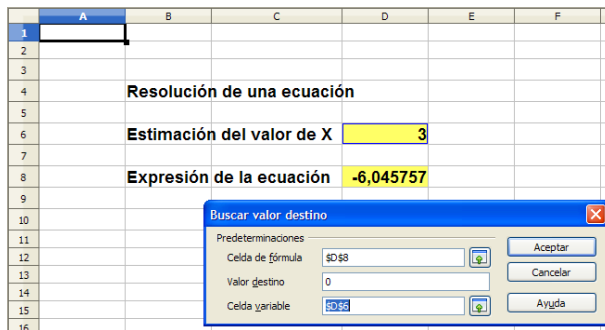 A B C D E F
1
2
3
4 Resolución de una ecuación
5
6 Estimación del valor de X 3
7
8 Expresión de la ecuación -6,045757
9
10
11
12
13
14
15
16
Buscar valor destino
Predeterminaciones
Celda de fórmula $D$8
Valor destino 0
Celda variable $D$6
Aceptar
Cancelar
Ayuda